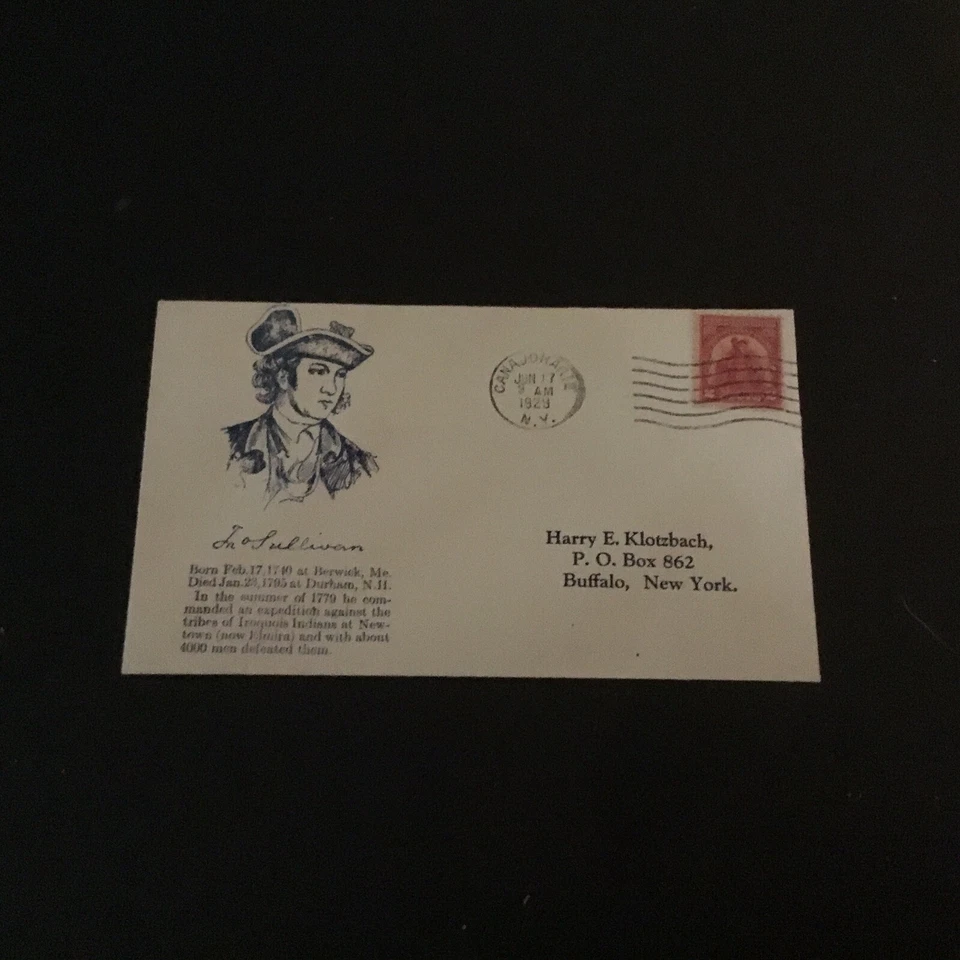 CANAJOHARIE
JUN 17
AM
1929
N.Y.
Jno Sullivan
Born Feb. 17, 1740 at Berwick, Me.
Died Jan. 23, 1795 at Durham, N.H.
In the summer of 1779 he com-
manded an expedition against the
tribes of Iroquois Indians at New-
town (now Elmira) and with about
4000 men defeated them.
Harry E. Klotzbach,
P. O. Box 862
Buffalo, New York.